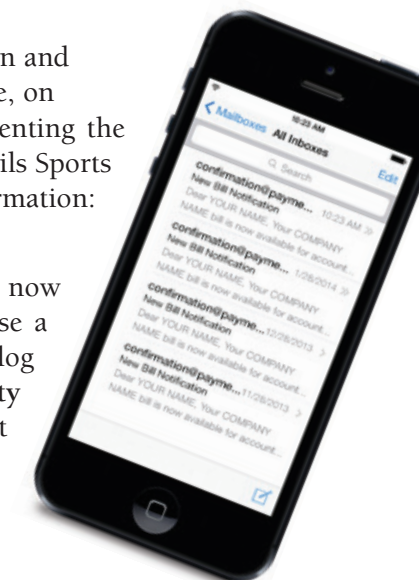 n and
e, on
enting the
ils Sports
rmation:
now
se a
log
ty
t
10:23 AM
Mailboxes
All Inboxes
Edit
Search
confirmation@payme... 10:23 AM
New Bill Notification
Dear YOUR NAME, Your COMPANY
NAME bill is now available for account...
confirmation@payme... 1/28/2014
New Bill Notification
Dear YOUR NAME, Your COMPANY
NAME bill is now available for account...
confirmation@payme... 12/28/2013
New Bill Notification
Dear YOUR NAME, Your COMPANY
NAME bill is now available for account...
confirmation@payme... 11/28/2013
New Bill Notification
Dear YOUR NAME, Your COMPANY
NAME bill is now available for account...